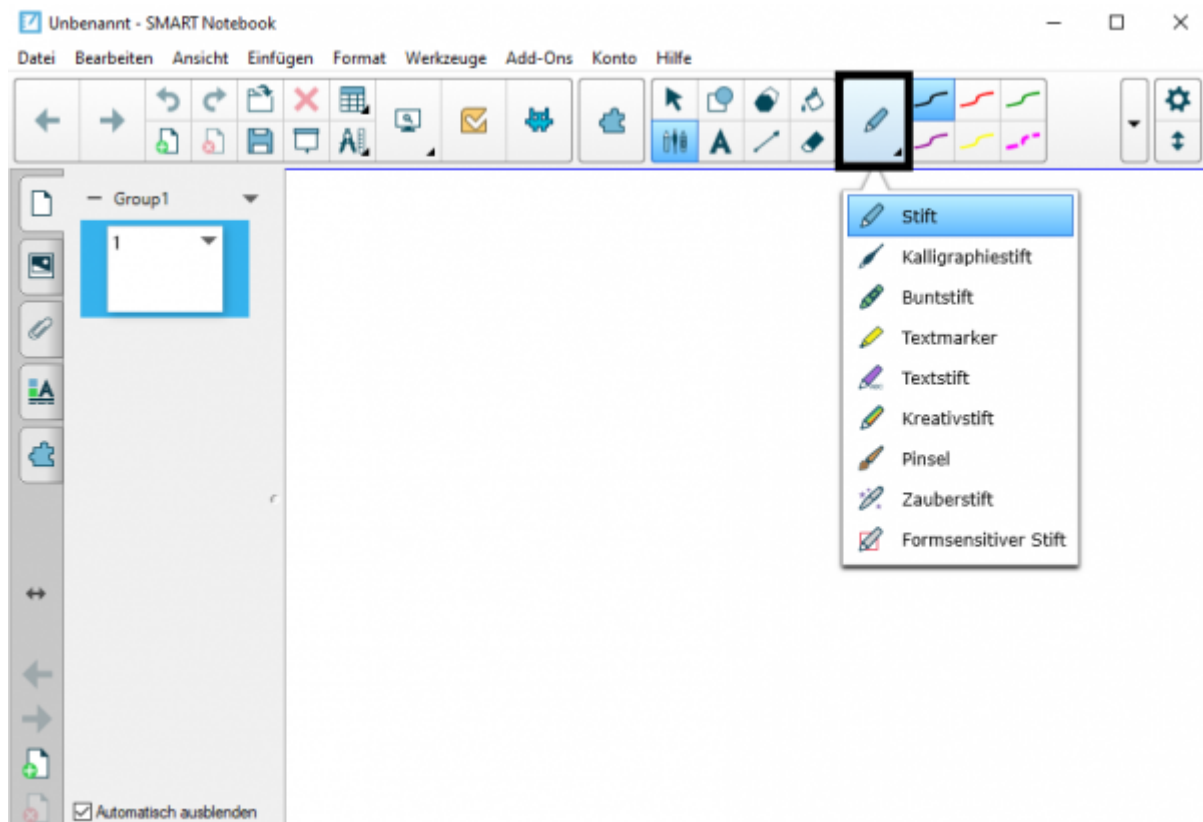 Unbenannt - SMART Notebook
Datei Bearbeiten Ansicht Einfügen Format Werkzeuge Add-Ons Konto Hilfe
Group1
1
Stift
Kalligraphiestift
Buntstift
Textmarker
Textstift
Kreativstift
Pinsel
Zauberstift
Formsensitiver Stift
Automatisch ausblenden